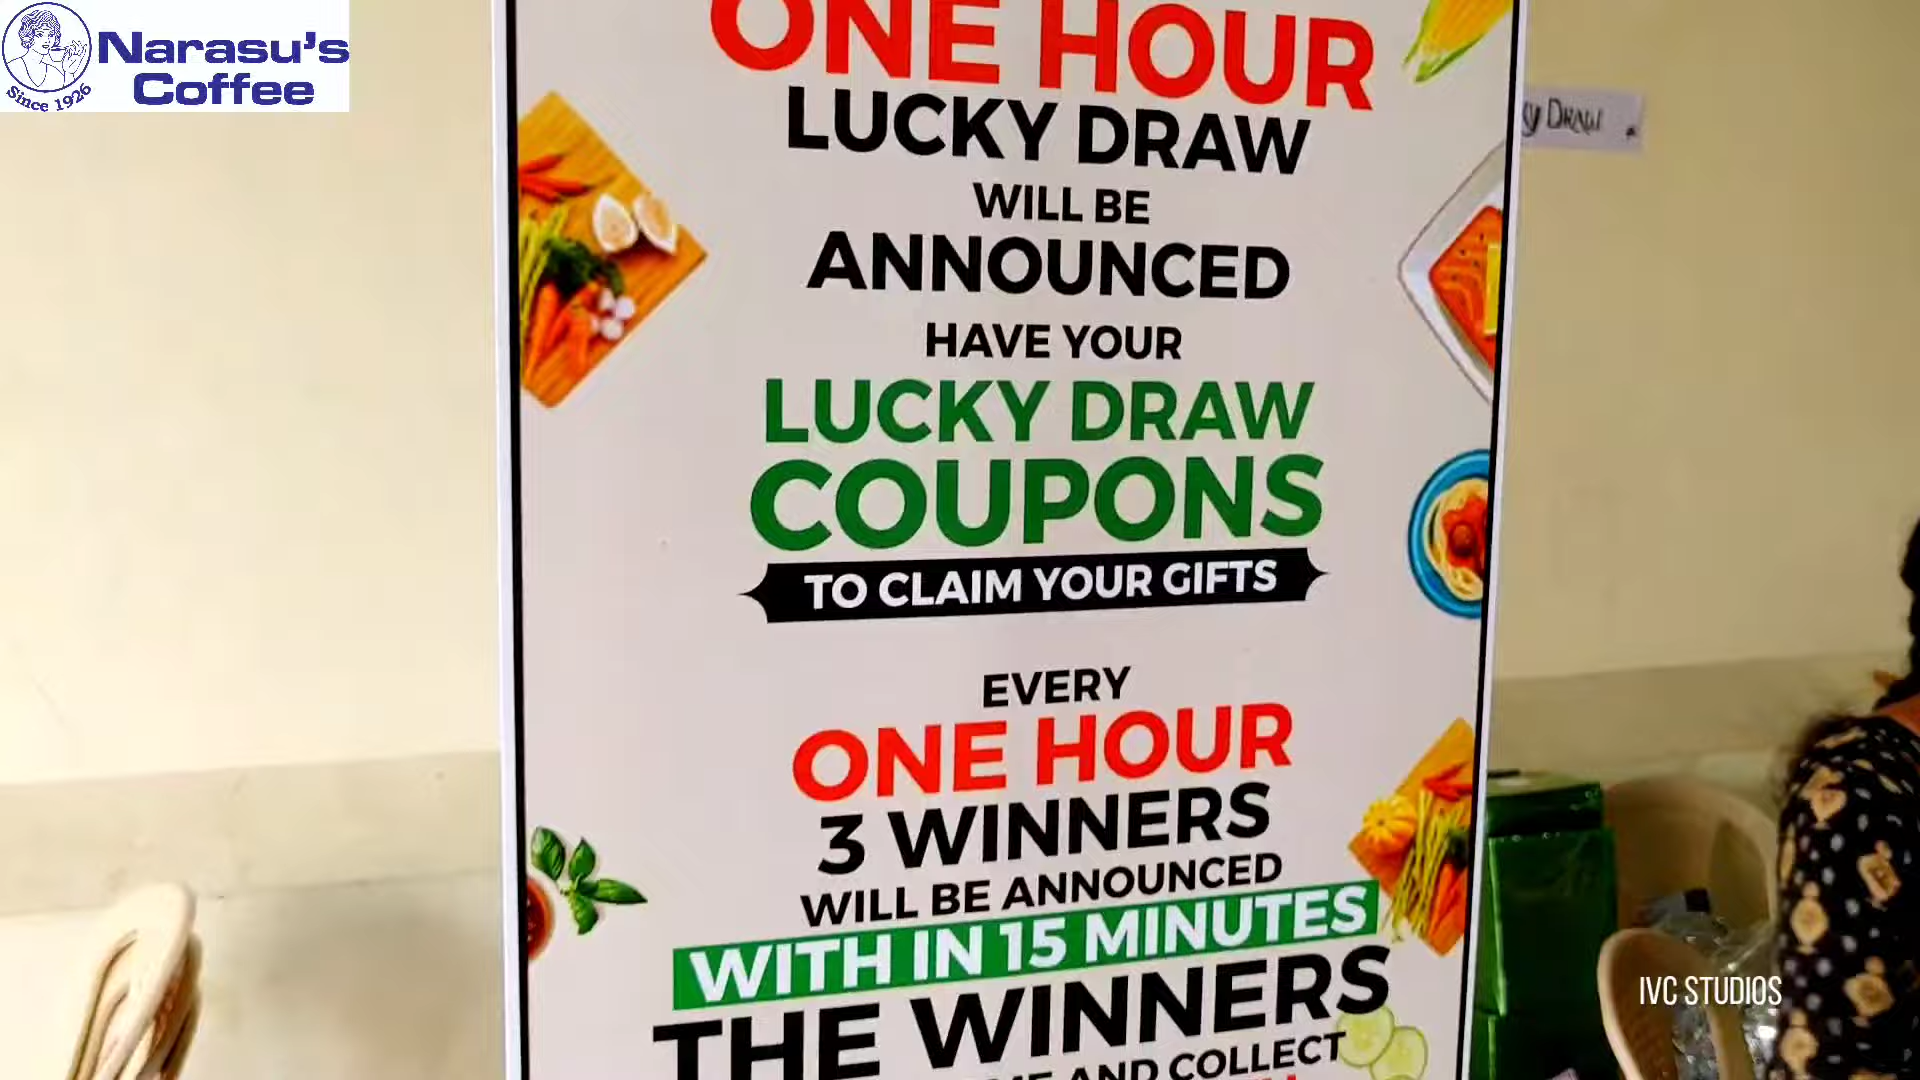 Narasu's
Coffee
Since 1926
ONE HOUR
LUCKY DRAW
WILL BE
ANNOUNCED
HAVE YOUR
LUCKY DRAW
COUPONS
TO CLAIM YOUR GIFTS
EVERY
ONE HOUR
3 WINNERS
WILL BE ANNOUNCED
WITH IN 15 MINUTES
THE WINNERS
AND COLLECT
DRAW
IVC STUDIOS